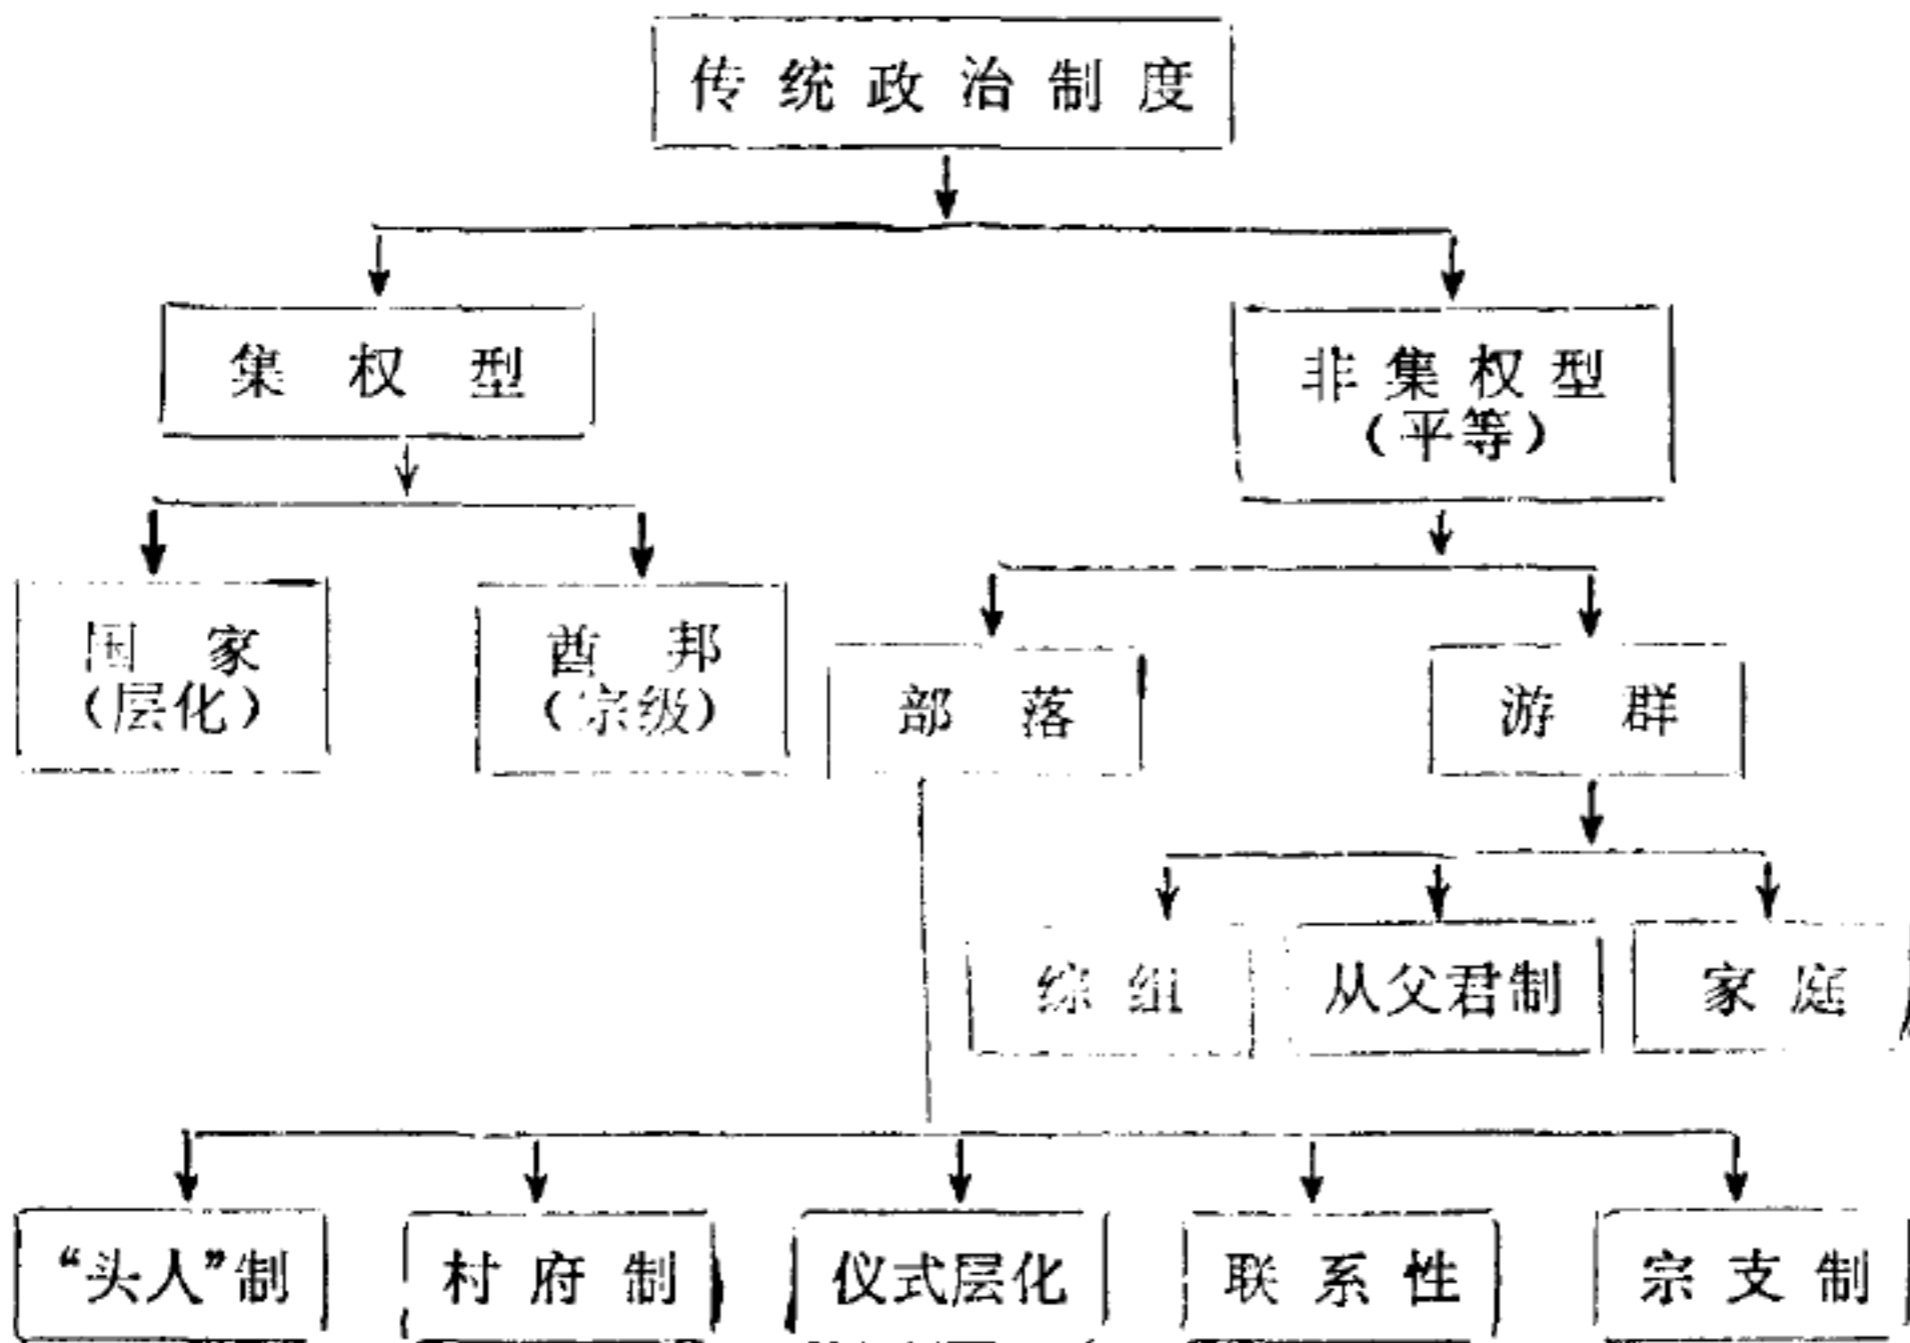 传统政治制度
集权型
非集权型
(平等)
国家
(层化)
酋邦
(宗级)
部落
游群
综组
从父君制
家庭
“头人”制
村府制
仪式层化
联系性
宗支制